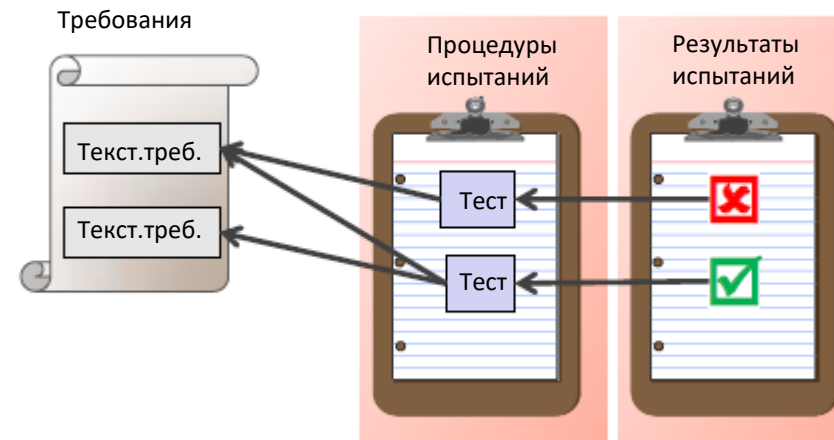 Требования
Текст.треб.
Текст.треб.
Процедуры
испытаний
Тест
Тест
Результаты
испытаний